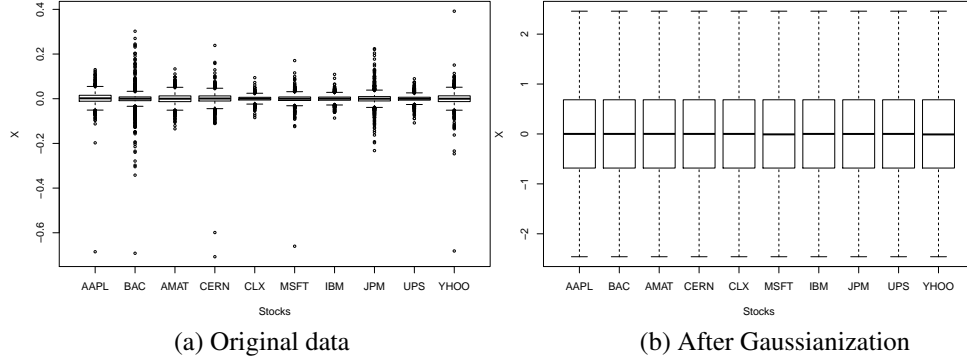 0.4
0.2
0.0
−0.2
−0.4
−0.6
X
AAPL BAC AMAT CERN CLX MSFT IBM JPM UPS YHOO
Stocks
(a) Original data
2
1
0
−1
−2
X
AAPL BAC AMAT CERN CLX MSFT IBM JPM UPS YHOO
Stocks
(b) After Gaussianization